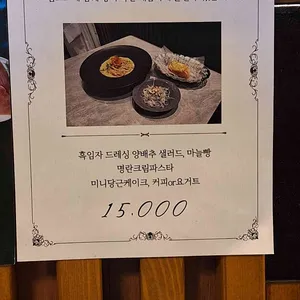 흑임자 드레싱 양배추 샐러드, 마늘빵
명란크림파스타
미니당근케이크, 커피or요거트
15.000